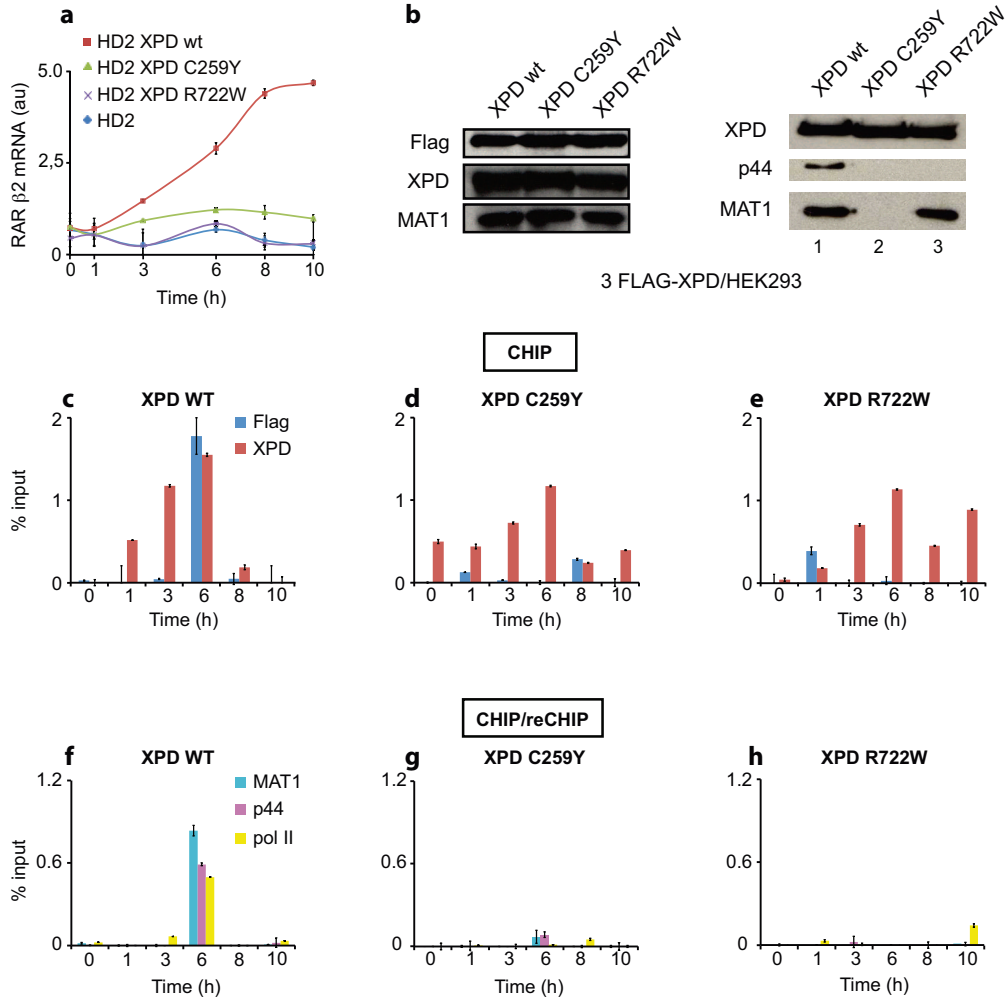 a
HD2 XPD wt
HD2 XPD C259Y
HD2 XPD R722W
HD2
RAR β2 mRNA (au)
5.0
2.5
0
0 1 3 6 8 10
Time (h)
b
XPD wt
XPD C259Y
XPD R722W
Flag
XPD
MAT1
XPD wt
XPD C259Y
XPD R722W
XPD
p44
MAT1
1 2 3
3 FLAG-XPD/HEK293
CHIP
c
XPD WT
Flag
XPD
% input
2
1
0
0 1 3 6 8 10
Time (h)
d
XPD C259Y
2
1
0
0 1 3 6 8 10
Time (h)
e
XPD R722W
2
1
0
0 1 3 6 8 10
Time (h)
CHIP/reCHIP
f
XPD WT
MAT1
p44
pol II
% input
1.2
0.6
0
0 1 3 6 8 10
Time (h)
g
XPD C259Y
1.2
0.6
0
0 1 3 6 8 10
Time (h)
h
XPD R722W
1.2
0.6
0
0 1 3 6 8 10
Time (h)